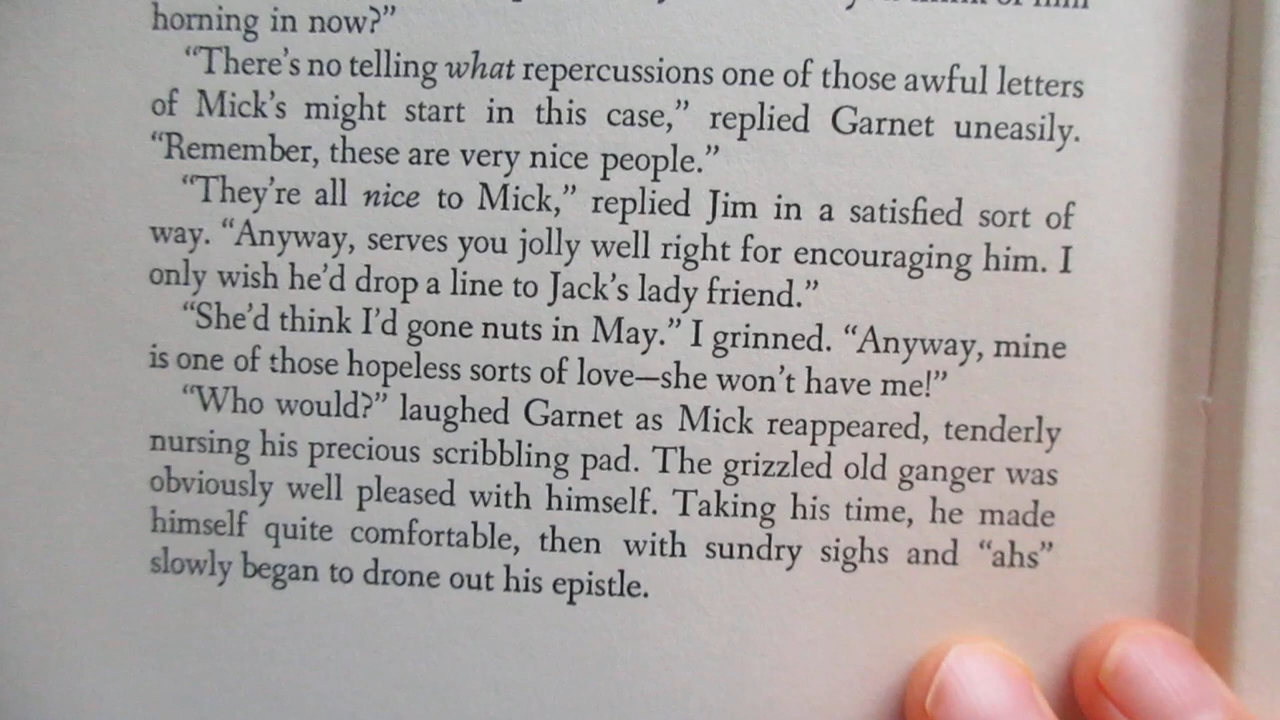 horning in now?”
“There’s no telling what repercussions one of those awful letters
of Mick’s might start in this case,” replied Garnet uneasily.
“Remember, these are very nice people.”
“They’re all nice to Mick,” replied Jim in a satisfied sort of
way. “Anyway, serves you jolly well right for encouraging him. I
only wish he’d drop a line to Jack’s lady friend.”
“She’d think I’d gone nuts in May.” I grinned. “Anyway, mine
is one of those hopeless sorts of love—she won’t have me!”
“Who would?” laughed Garnet as Mick reappeared, tenderly
nursing his precious scribbling pad. The grizzled old ganger was
obviously well pleased with himself. Taking his time, he made
himself quite comfortable, then with sundry sighs and “ahs”
slowly began to drone out his epistle.